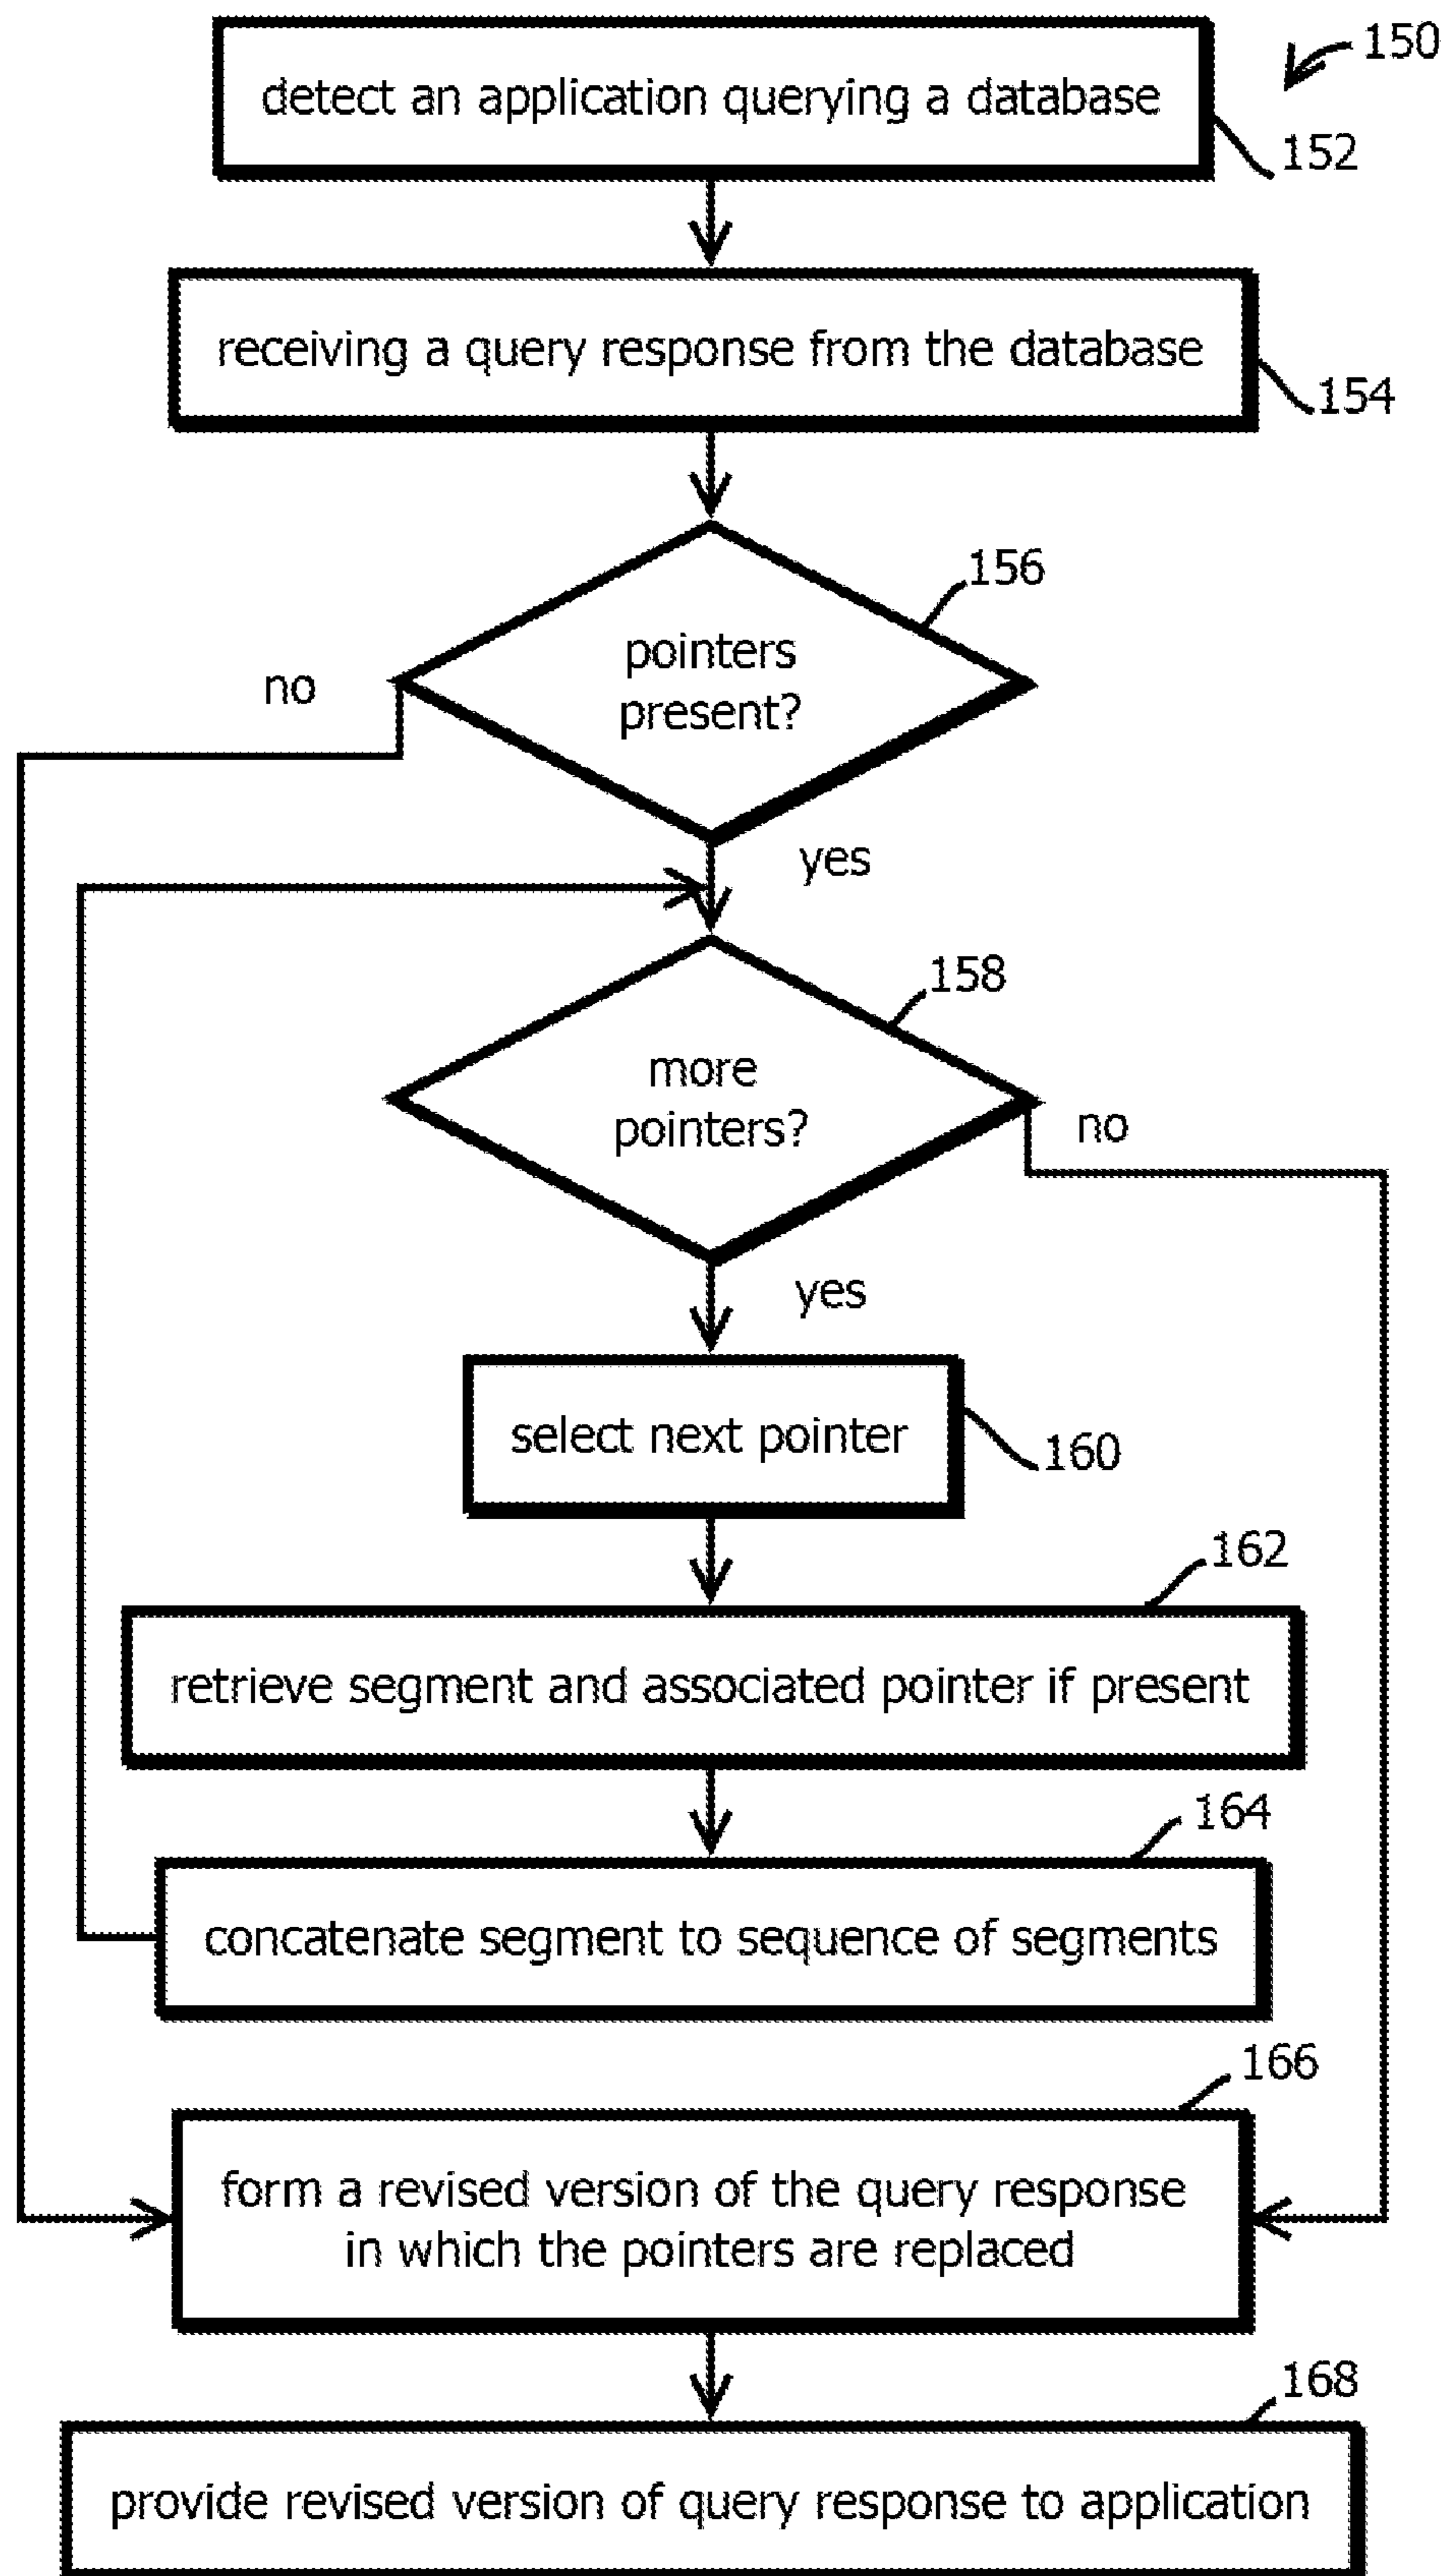 150
detect an application querying a database
152
receiving a query response from the database
154
156
pointers
present?
no
yes
158
more
pointers?
no
yes
select next pointer
160
162
retrieve segment and associated pointer if present
164
concatenate segment to sequence of segments
166
form a revised version of the query response
in which the pointers are replaced
168
provide revised version of query response to application